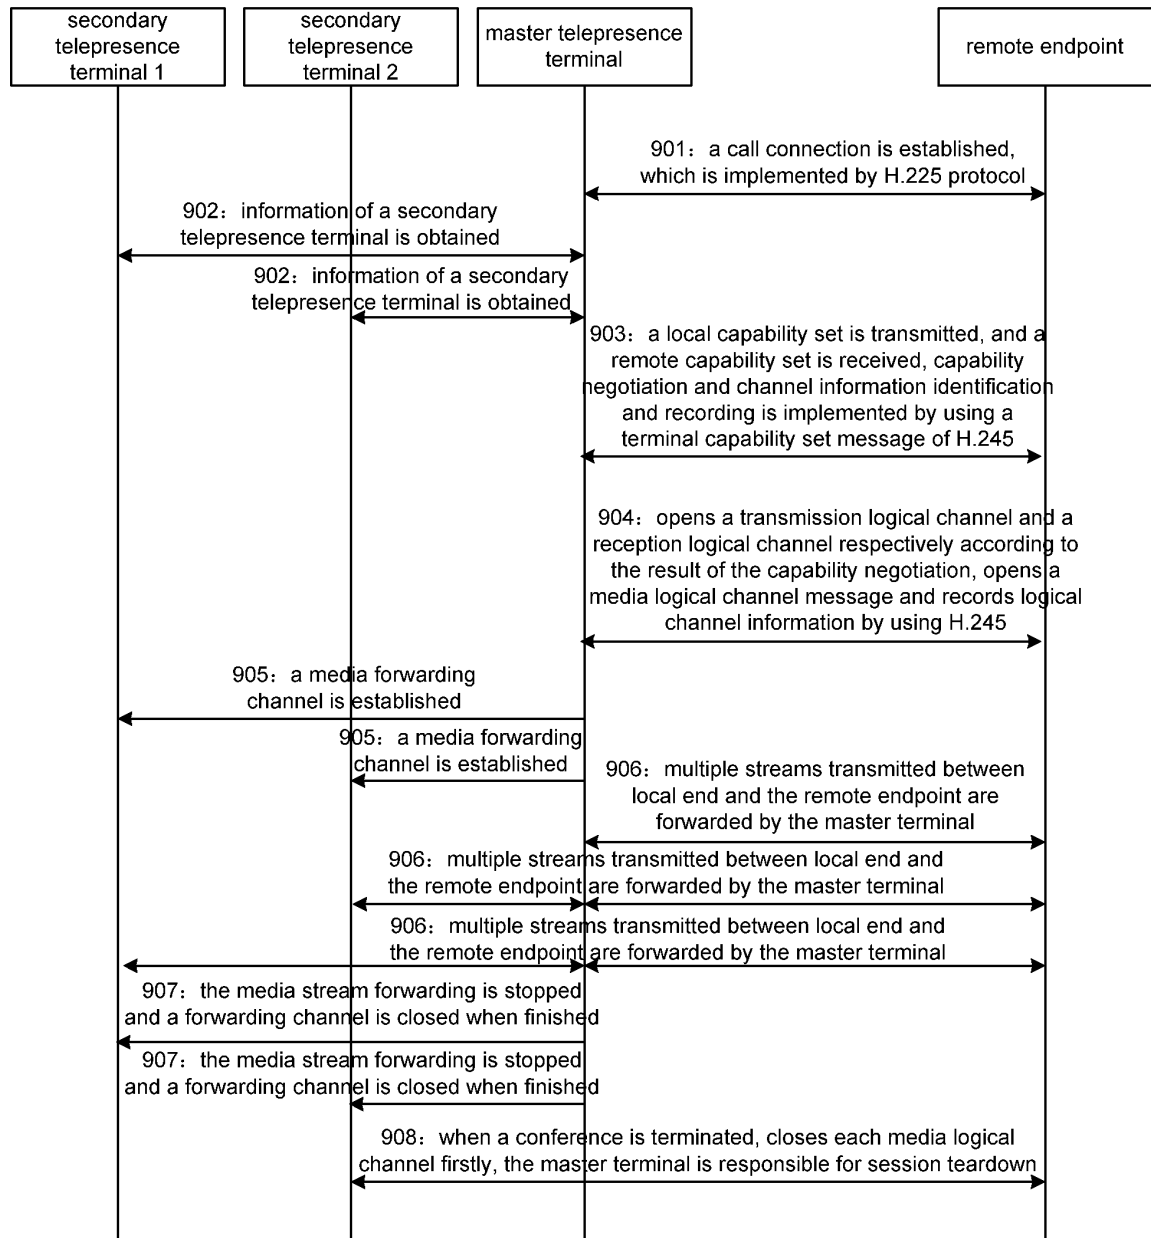 secondary
telepresence
terminal 1
secondary
telepresence
terminal 2
master telepresence
terminal
remote endpoint
901：a call connection is established,
which is implemented by H.225 protocol
902：information of a secondary
telepresence terminal is obtained
902：information of a secondary
telepresence terminal is obtained
903：a local capability set is transmitted, and a
remote capability set is received, capability
negotiation and channel information identification
and recording is implemented by using a
terminal capability set message of H.245
904：opens a transmission logical channel and a
reception logical channel respectively according to
the result of the capability negotiation, opens a
media logical channel message and records logical
channel information by using H.245
905：a media forwarding
channel is established
905：a media forwarding
channel is established
906：multiple streams transmitted between
local end and the remote endpoint are
forwarded by the master terminal
906：multiple streams transmitted between local end and
the remote endpoint are forwarded by the master terminal
906：multiple streams transmitted between local end and
the remote endpoint are forwarded by the master terminal
907：the media stream forwarding is stopped
and a forwarding channel is closed when finished
907：the media stream forwarding is stopped
and a forwarding channel is closed when finished
908：when a conference is terminated, closes each media logical
channel firstly, the master terminal is responsible for session teardown